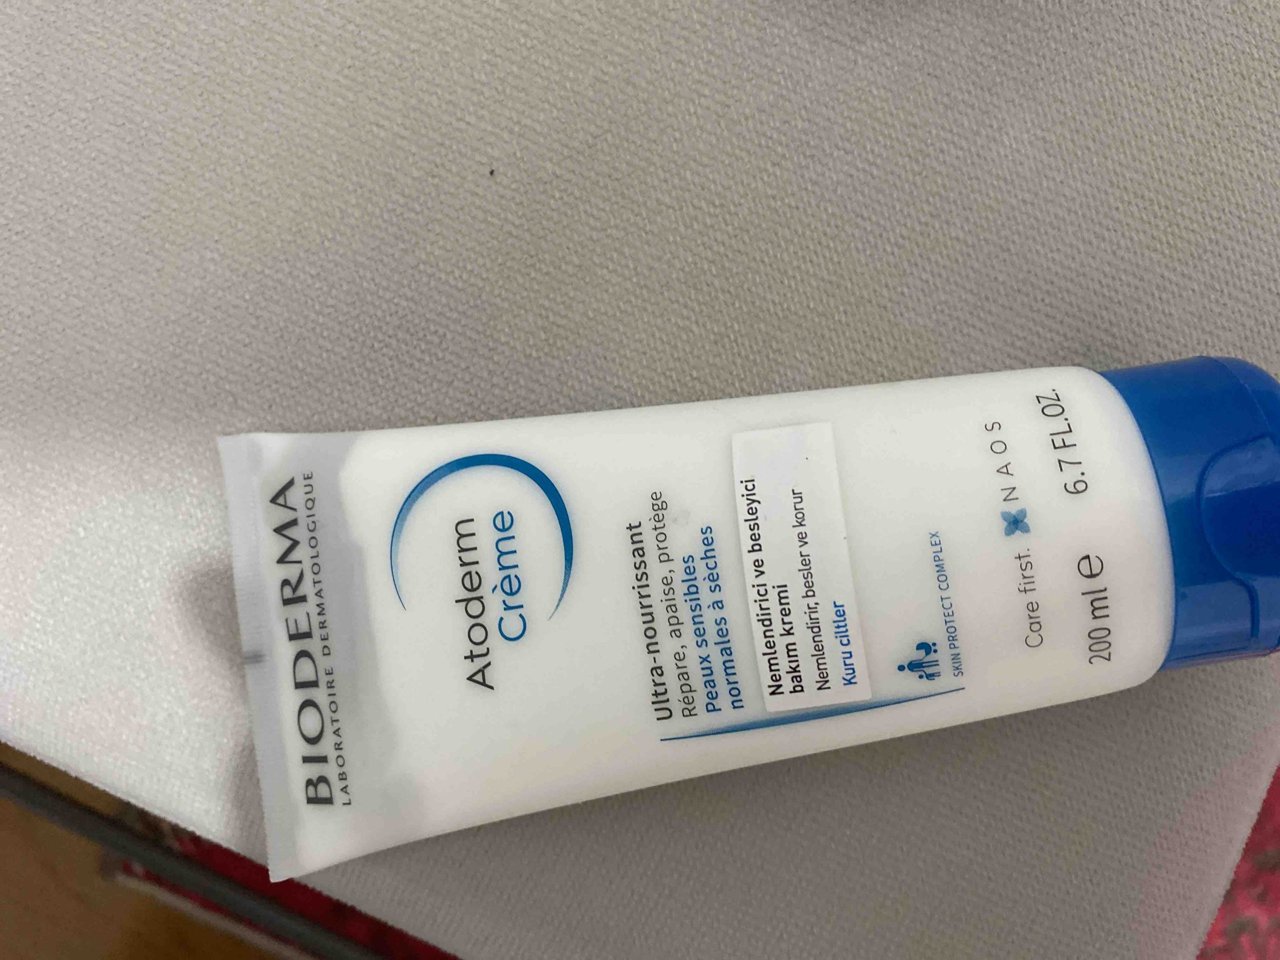 BIODERMA
LABORATOIRE DERMATOLOGIQUE
Atoderm
Crème
Ultra-nourrissant
Répare, apaise, protège
Peaux sensibles
normales à sèches
Nemlendirici ve besleyici
bakım kremi
Nemlendirir, besler ve korur
Kuru ciltler
SKIN PROTECT COMPLEX
Care first. NAOS
200 ml e 6.7 FL.OZ.